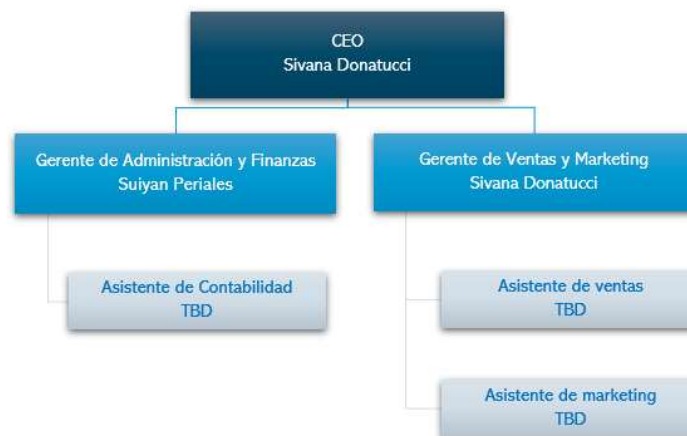 CEO
Sivana Donatucci
Gerente de Administración y Finanzas
Suiyan Periales
Gerente de Ventas y Marketing
Sivana Donatucci
Asistente de Contabilidad
TBD
Asistente de ventas
TBD
Asistente de marketing
TBD